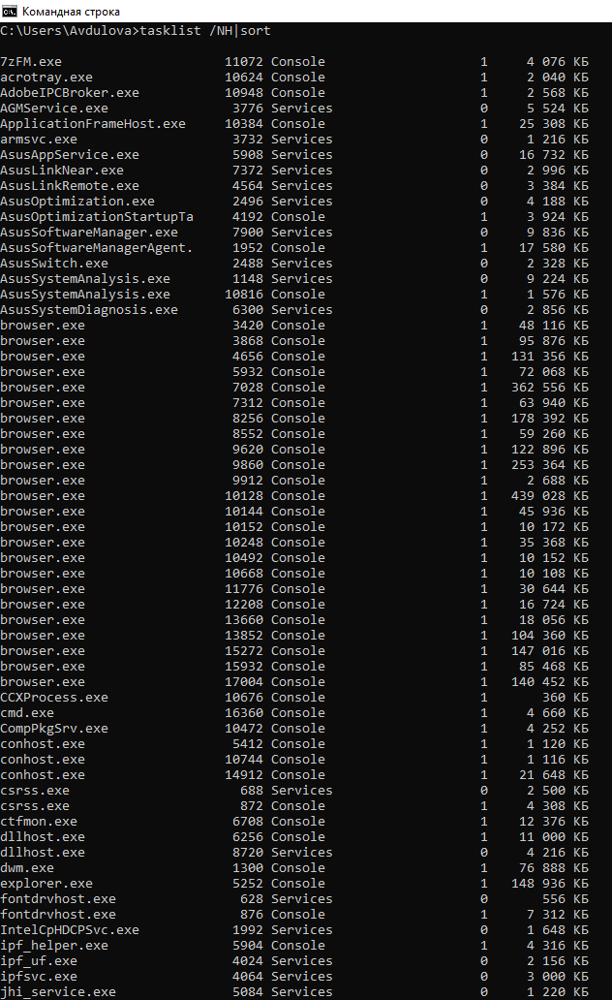 Командная строка
C:\Users\Avdulova>tasklist /NH|sort
7zFM.exe 11072 Console 1 4 076 КБ
acrotray.exe 10624 Console 1 2 040 КБ
AdobeIPCBroker.exe 10948 Console 1 2 568 КБ
AGMService.exe 3776 Services 0 5 524 КБ
ApplicationFrameHost.exe 10384 Console 1 25 308 КБ
armsvc.exe 3732 Services 0 1 216 КБ
AsusAppService.exe 5908 Services 0 16 732 КБ
AsusLinkNear.exe 7372 Services 0 2 996 КБ
AsusLinkRemote.exe 4564 Services 0 3 384 КБ
AsusOptimization.exe 2496 Services 0 4 188 КБ
AsusOptimizationStartupTa 4192 Console 1 3 924 КБ
AsusSoftwareManager.exe 7900 Services 0 9 836 КБ
AsusSoftwareManagerAgent. 1952 Console 1 17 580 КБ
AsusSwitch.exe 2488 Services 0 2 328 КБ
AsusSystemAnalysis.exe 1148 Services 0 9 224 КБ
AsusSystemAnalysis.exe 10816 Console 1 1 576 КБ
AsusSystemDiagnosis.exe 6300 Services 0 2 856 КБ
browser.exe 3420 Console 1 48 116 КБ
browser.exe 3868 Console 1 95 876 КБ
browser.exe 4656 Console 1 131 356 КБ
browser.exe 5932 Console 1 72 068 КБ
browser.exe 7028 Console 1 362 556 КБ
browser.exe 7312 Console 1 63 940 КБ
browser.exe 8256 Console 1 178 392 КБ
browser.exe 8552 Console 1 59 260 КБ
browser.exe 9620 Console 1 122 896 КБ
browser.exe 9860 Console 1 253 364 КБ
browser.exe 9912 Console 1 2 688 КБ
browser.exe 10128 Console 1 439 028 КБ
browser.exe 10144 Console 1 45 936 КБ
browser.exe 10152 Console 1 10 172 КБ
browser.exe 10248 Console 1 35 368 КБ
browser.exe 10492 Console 1 10 152 КБ
browser.exe 10668 Console 1 10 108 КБ
browser.exe 11776 Console 1 30 644 КБ
browser.exe 12208 Console 1 16 724 КБ
browser.exe 13660 Console 1 18 056 КБ
browser.exe 13852 Console 1 104 360 КБ
browser.exe 15272 Console 1 147 016 КБ
browser.exe 15932 Console 1 85 468 КБ
browser.exe 17004 Console 1 140 452 КБ
CCXProcess.exe 10676 Console 1 360 КБ
cmd.exe 16360 Console 1 4 660 КБ
CompPkgSrv.exe 10472 Console 1 4 252 КБ
conhost.exe 5412 Console 1 1 120 КБ
conhost.exe 10744 Console 1 1 116 КБ
conhost.exe 14912 Console 1 21 648 КБ
csrss.exe 688 Services 0 2 500 КБ
csrss.exe 872 Console 1 4 308 КБ
ctfmon.exe 6708 Console 1 12 376 КБ
dllhost.exe 6256 Console 1 11 000 КБ
dllhost.exe 8720 Services 0 4 216 КБ
dwm.exe 1300 Console 1 76 888 КБ
explorer.exe 5252 Console 1 148 936 КБ
fontdrvhost.exe 628 Services 0 556 КБ
fontdrvhost.exe 876 Console 1 7 312 КБ
IntelCpHDCPSvc.exe 1992 Services 0 1 648 КБ
ipf_helper.exe 5904 Console 1 4 316 КБ
ipf_uf.exe 4024 Services 0 2 156 КБ
ipfsvc.exe 4064 Services 0 3 000 КБ
jhi_service.exe 5084 Services 0 1 220 КБ